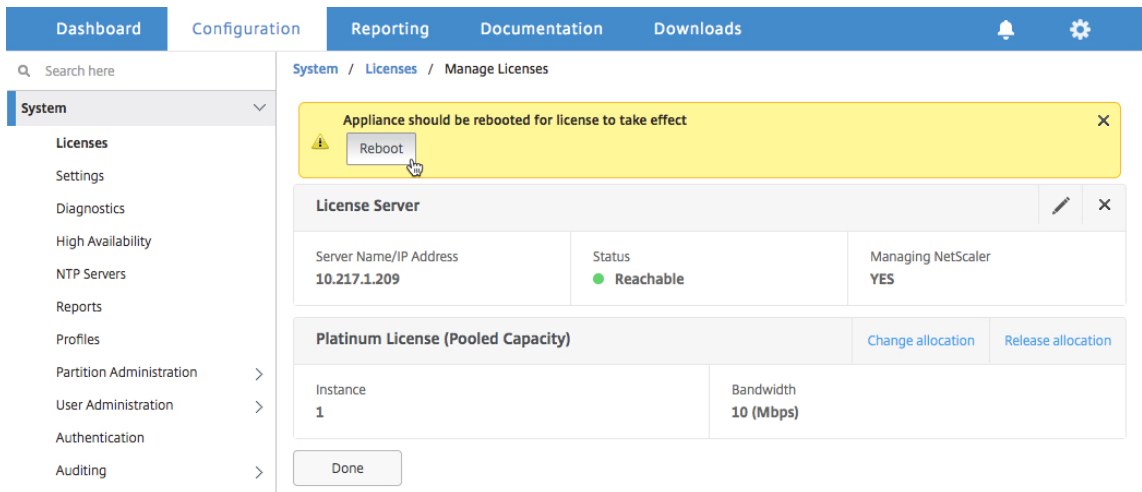 Dashboard Configuration Reporting Documentation Downloads
Search here
System
Licenses
Settings
Diagnostics
High Availability
NTP Servers
Reports
Profiles
Partition Administration
User Administration
Authentication
Auditing
System / Licenses / Manage Licenses
Appliance should be rebooted for license to take effect
Reboot
License Server
Server Name/IP Address Status Managing NetScaler
10.217.1.209 Reachable YES
Platinum License (Pooled Capacity) Change allocation Release allocation
Instance Bandwidth
1 10 (Mbps)
Done